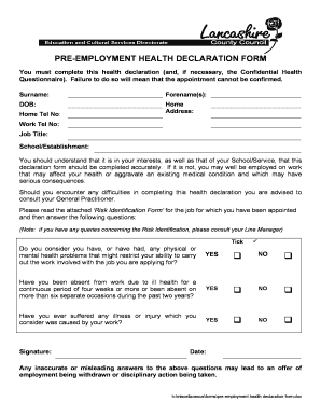 Lancashire
County Council
Education and Cultural Services Directorate
PRE-EMPLOYMENT HEALTH DECLARATION FORM
You must complete this health declaration (and, if necessary, the Confidential Health
Questionnaire). Failure to do so will mean that the appointment cannot be confirmed.
Surname: Forename(s):
DOB: Home
Home Tel No: Address:
Work Tel No:
Job Title:
School/Establishment:
You should understand that it is in your interests, as well as that of your School/Service, that this
declaration form should be completed accurately. If it is not, you may well be employed on work
that may affect your health or aggravate an existing medical condition and which may have
serious consequences.
Should you encounter any difficulties in completing this health declaration you are advised to
consult your General Practitioner.
Please read the attached 'Risk Identification Form' for the job for which you have been appointed
and then answer the following questions:
(Note: if you have any queries concerning the Risk Identification, please consult your Line Manager)
Tick ✓
Do you consider you have, or have had, any physical or
mental health problems that might restrict your ability to carry YES ☐ NO ☐
out the work involved with the job you are applying for?
Have you been absent from work due to ill health for a
continuous period of four weeks or more or been absent on YES ☐ NO ☐
more than six separate occasions during the past two years?
Have you ever suffered any illness or injury which you YES ☐ NO ☐
consider was caused by your work?
Signature: Date:
Any inaccurate or misleading answers to the above questions may lead to an offer of
employment being withdrawn or disciplinary action being taken.